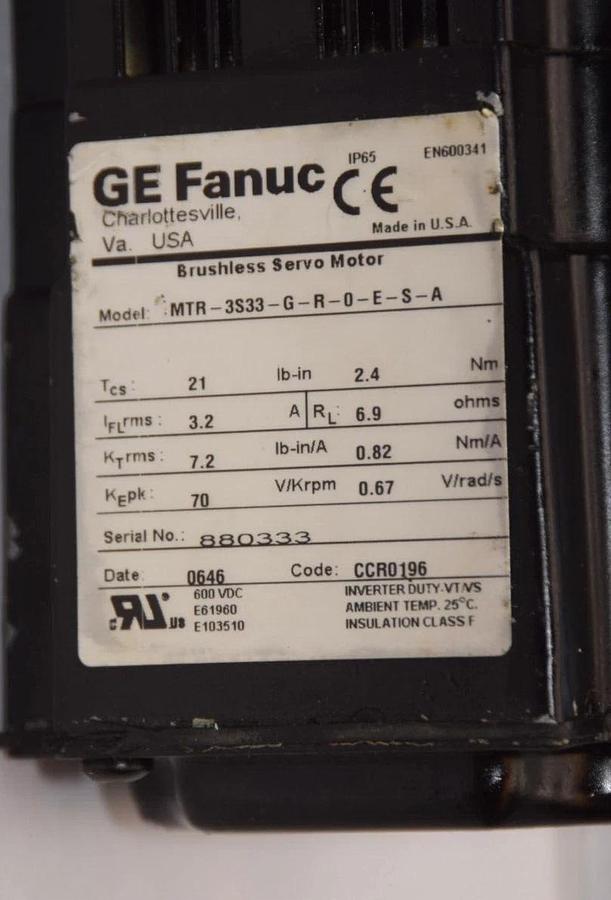 IP65 EN600341
GE Fanuc CE
Charlottesville,
Va. USA Made in U.S.A.
Brushless Servo Motor
Model: MTR-3S33-G-R-0-E-S-A
TCS: 21 lb-in 2.4 Nm
IFLrms: 3.2 A RL: 6.9 ohms
KTrms: 7.2 lb-in/A 0.82 Nm/A
KEpk: 70 V/Krpm 0.67 V/rad/s
Serial No.: 880333
Date: 0646 Code: CCR0196
600 VDC INVERTER DUTY-VT/VS
c RU us E61960 AMBIENT TEMP. 25°C.
E103510 INSULATION CLASS F